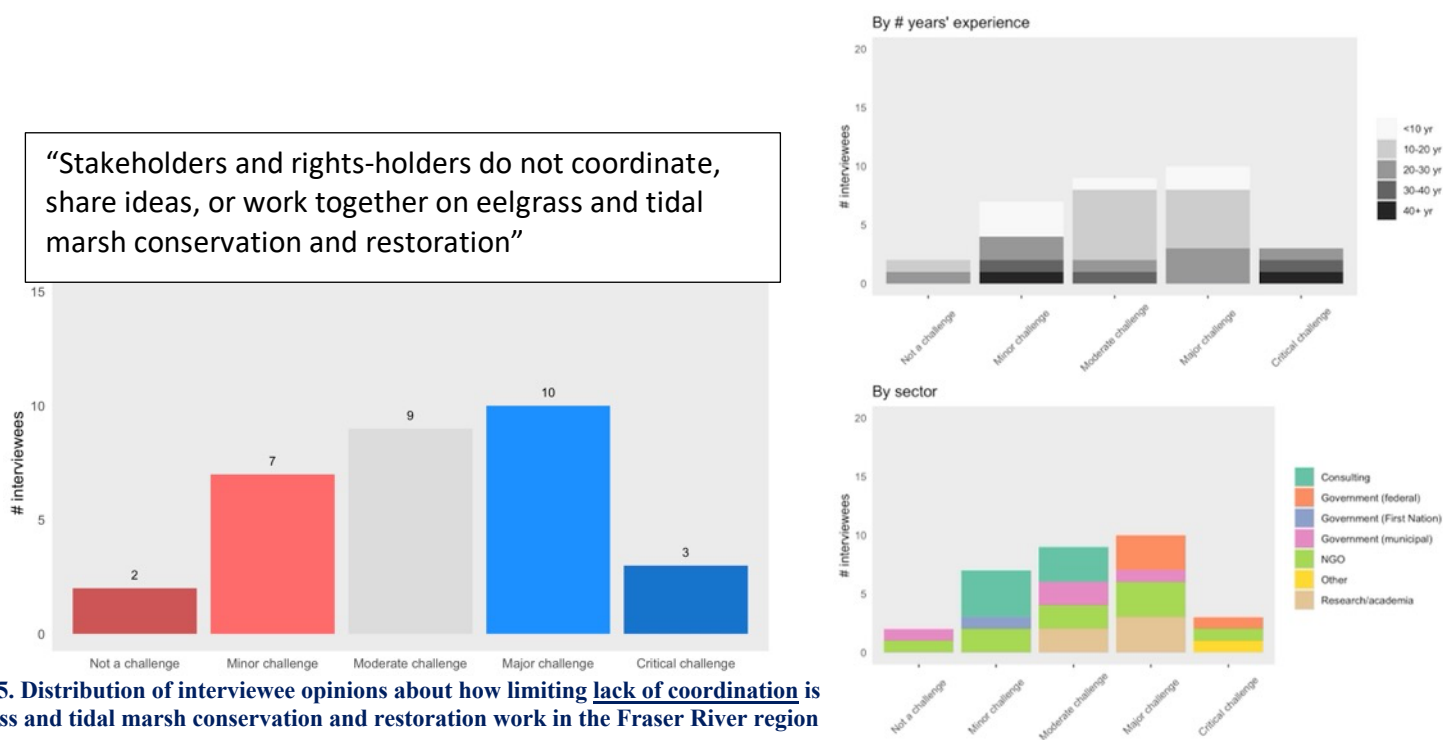 “Stakeholders and rights-holders do not coordinate,
share ideas, or work together on eelgrass and tidal
marsh conservation and restoration”
15
10
5
0
# interviewees
2
7
9
10
3
Not a challenge
Minor challenge
Moderate challenge
Major challenge
Critical challenge
5. Distribution of interviewee opinions about how limiting lack of coordination is
ss and tidal marsh conservation and restoration work in the Fraser River region
By # years' experience
20
15
10
5
0
# interviewees
Not a challenge
Minor challenge
Moderate challenge
Major challenge
Critical challenge
<10 yr
10-20 yr
20-30 yr
30-40 yr
40+ yr
By sector
20
15
10
5
0
# interviewees
Not a challenge
Minor challenge
Moderate challenge
Major challenge
Critical challenge
Consulting
Government (federal)
Government (First Nation)
Government (municipal)
NGO
Other
Research/academia